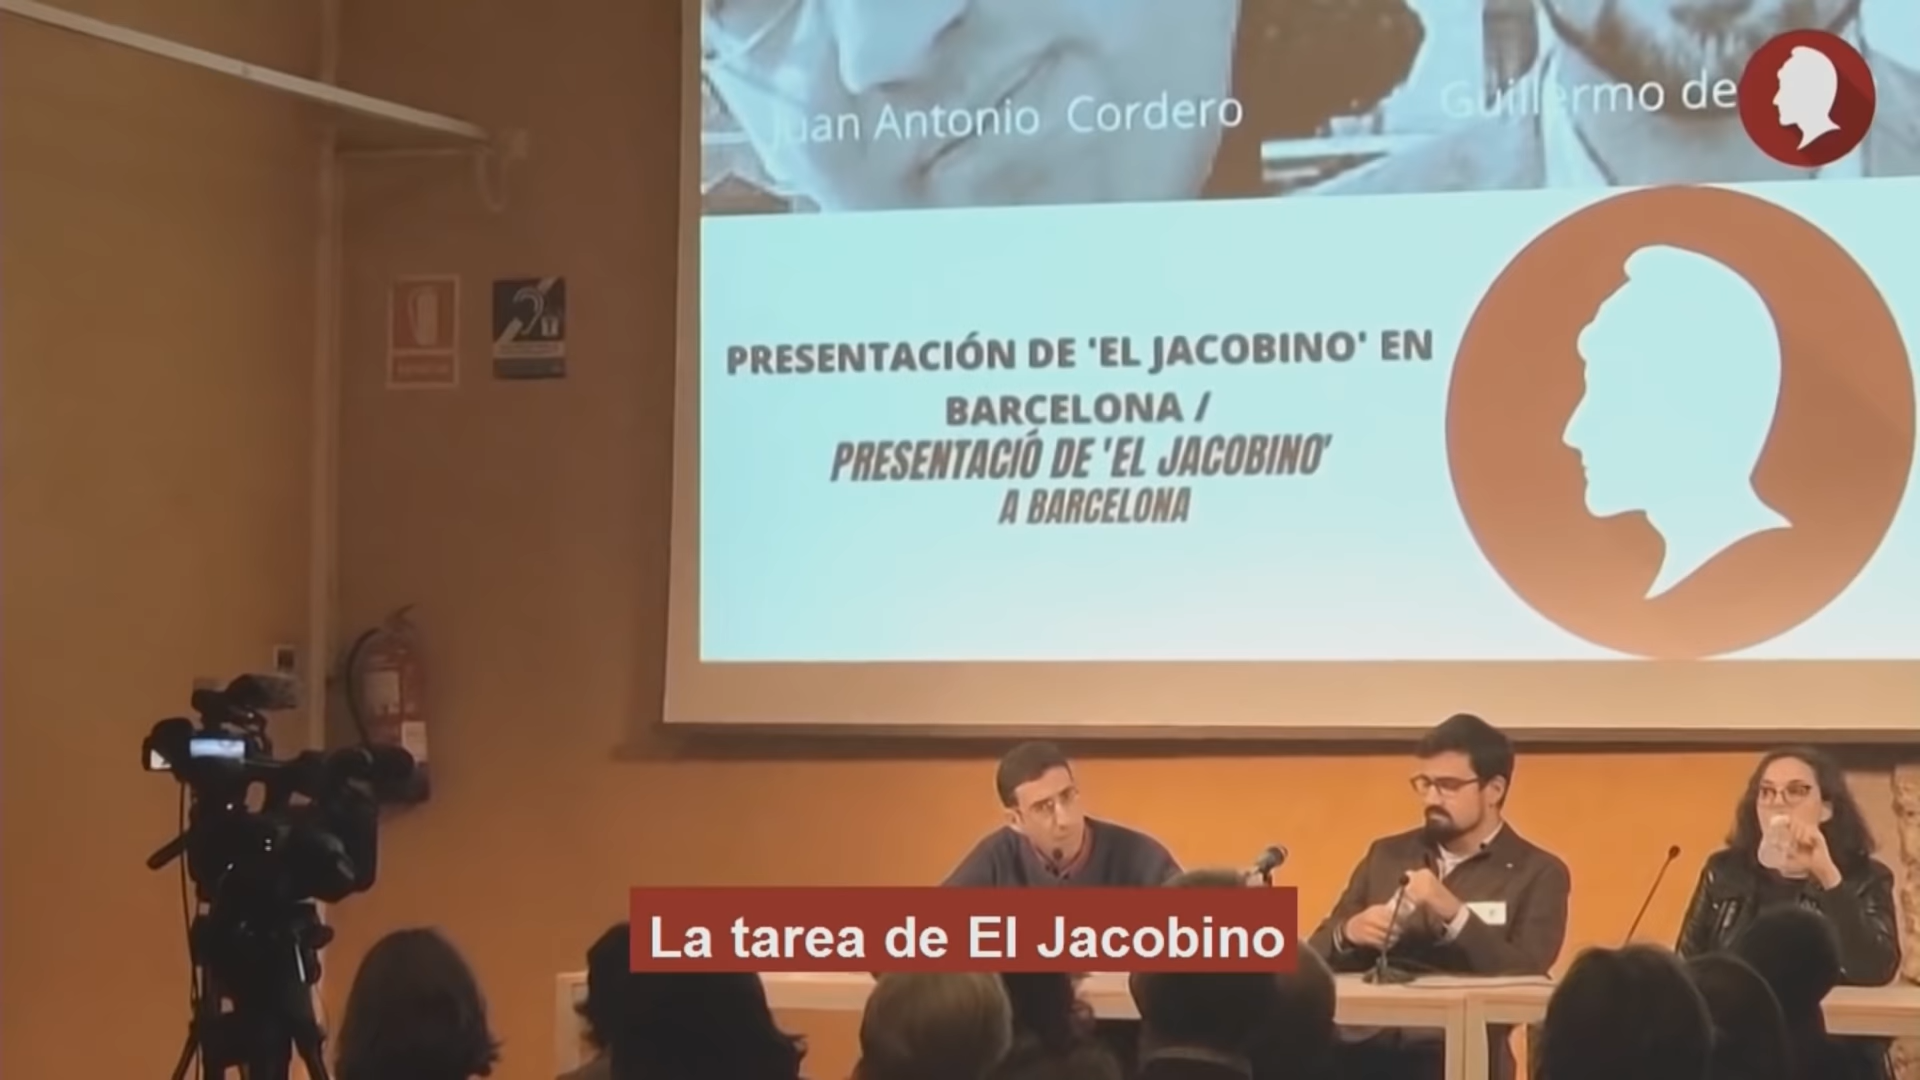 Juan Antonio Cordero
Guillermo de
PRESENTACIÓN DE 'EL JACOBINO' EN
BARCELONA /
PRESENTACIÓ DE 'EL JACOBINO'
A BARCELONA
La tarea de El Jacobino